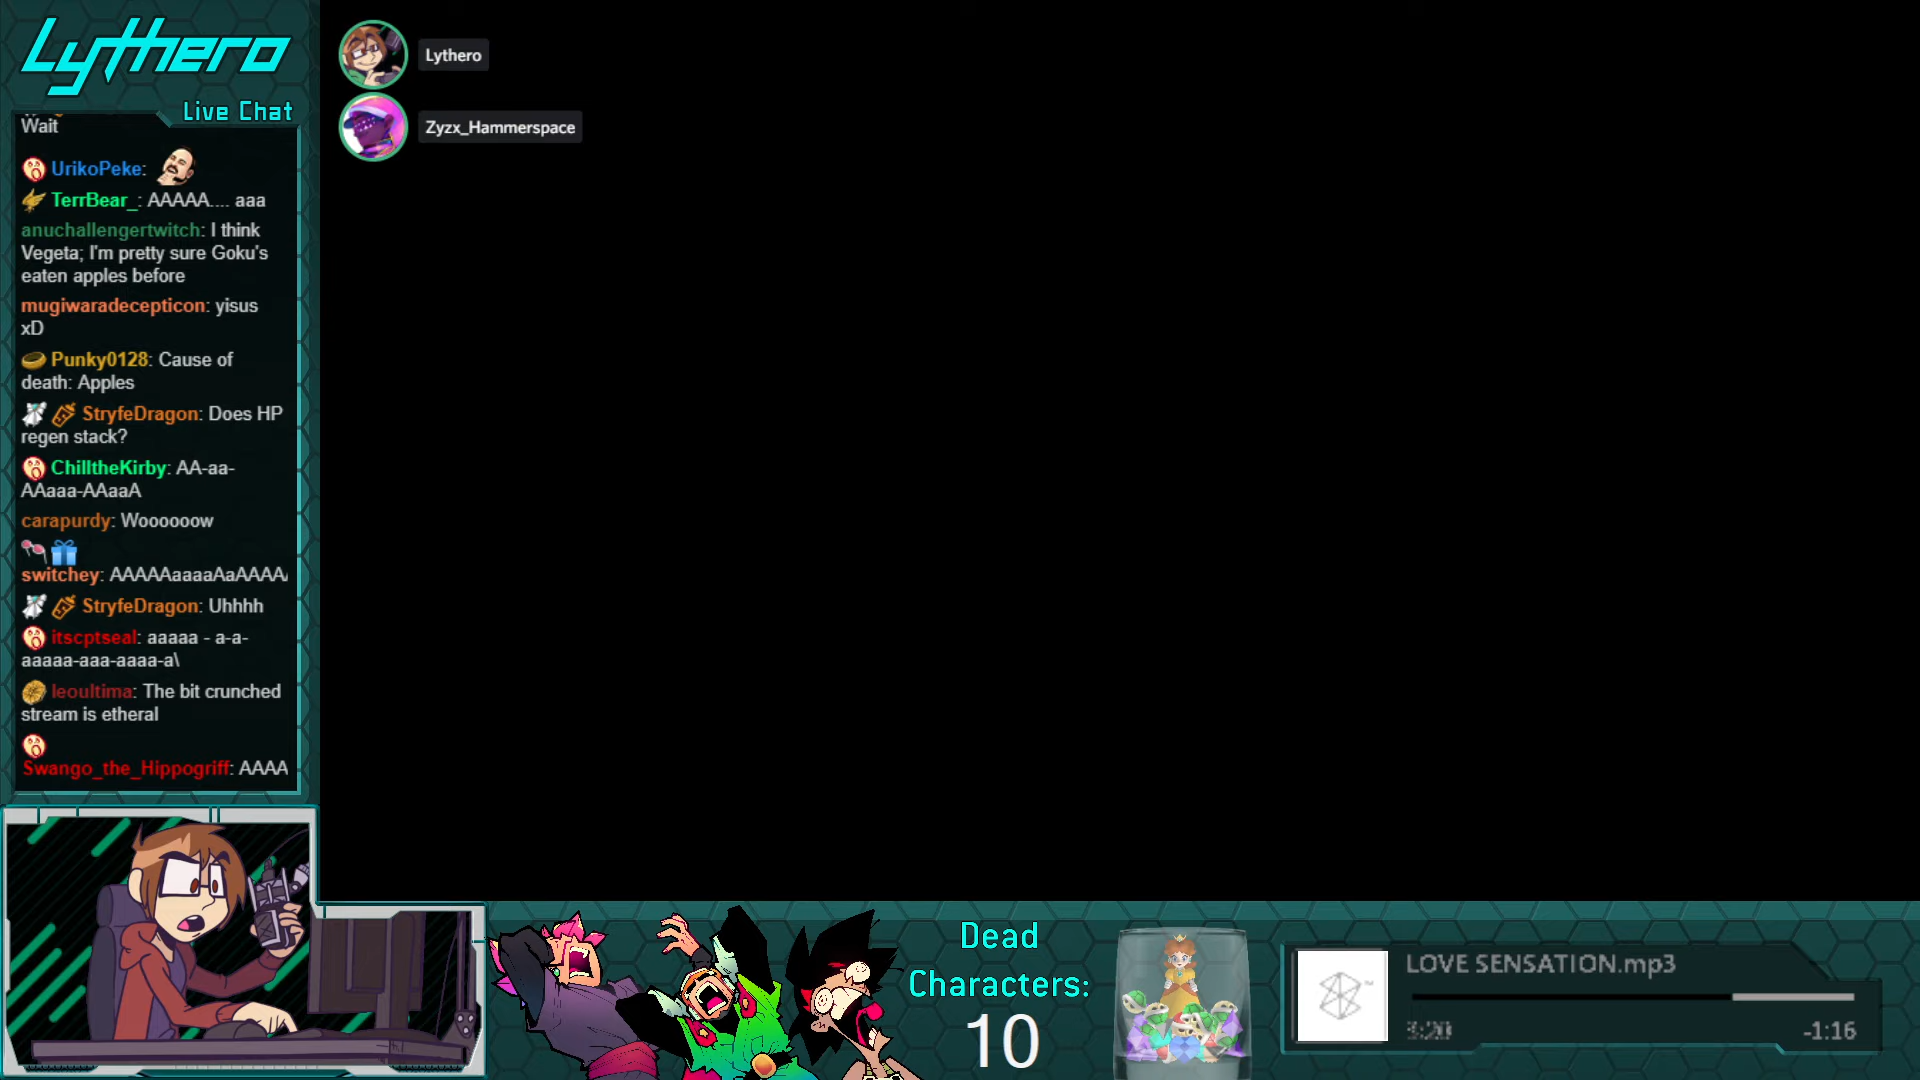 Lythero
Live Chat
Wait
UrikoPeke:
TerrBear_: AAAAA.... aaa
anuchallengertwitch: I think
Vegeta; I'm pretty sure Goku's
eaten apples before
mugiwaradecepticon: yisus
xD
Punky0128: Cause of
death: Apples
StryfeDragon: Does HP
regen stack?
ChilltheKirby: AA-aa-
AAaaa-AAaaA
carapurdy: Woooooow
switchey: AAAAAaaaaAaAAAA
StryfeDragon: Uhhhh
itscptseal: aaaaa - a-a-
aaaaa-aaa-aaaa-a\
leoultima: The bit crunched
stream is etheral
Swango_the_Hippogriff: AAAA
Lythero
Zyzx_Hammerspace
Dead
Characters:
10
LOVE SENSATION.mp3
3:20
-1:16